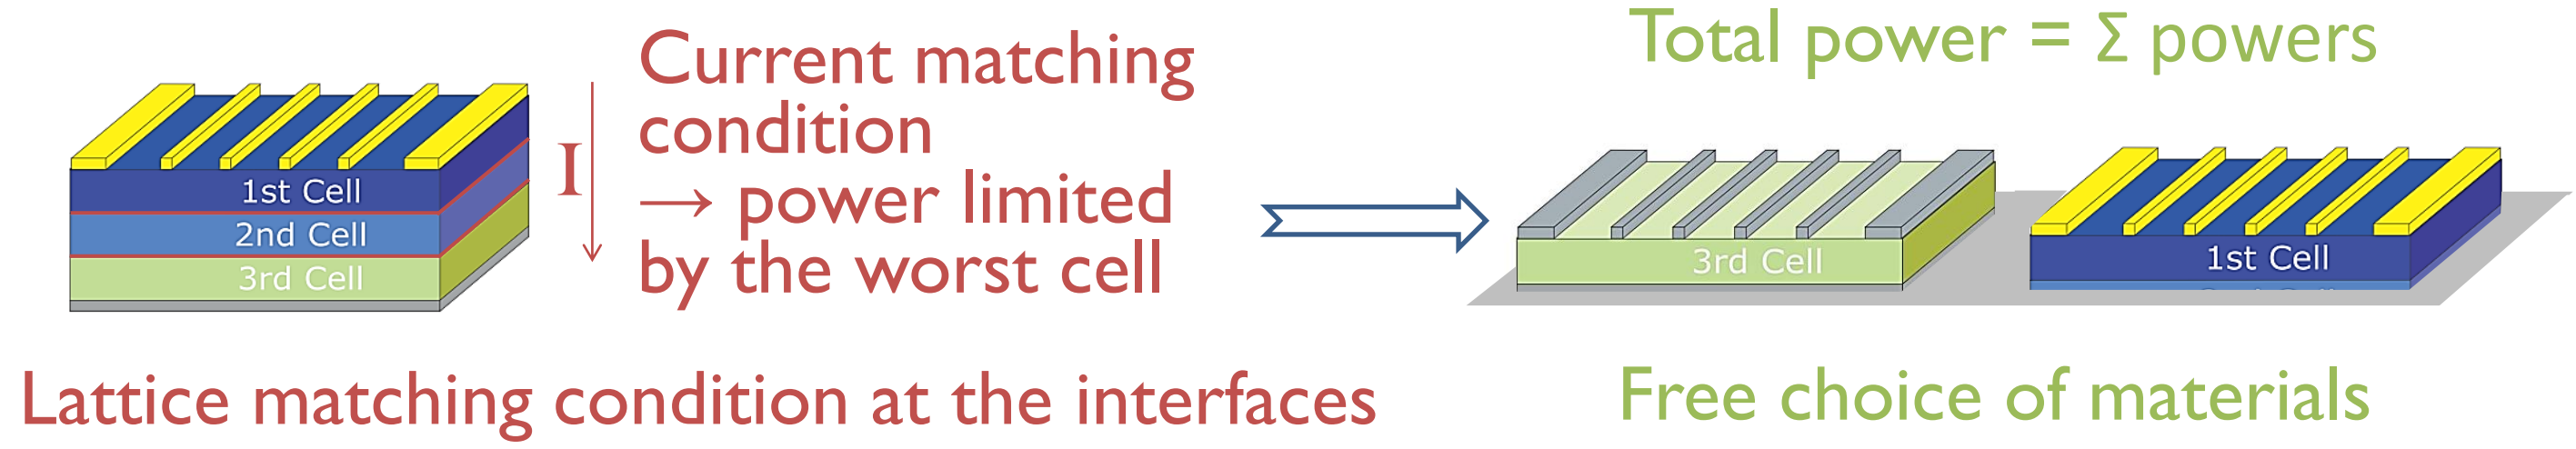 1st Cell
2nd Cell
3rd Cell
I
Current matching
condition
→ power limited
by the worst cell
Lattice matching condition at the interfaces
Total power = Σ powers
3rd Cell
1st Cell
Free choice of materials